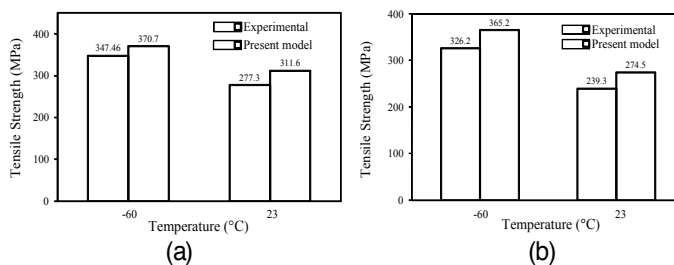 Tensile Strength (MPa)
400
300
200
100
0
Experimental
Present model
347.46
370.7
277.3
311.6
-60
23
Temperature (°C)
(a)
Tensile Strength (MPa)
400
300
200
100
0
Experimental
Present model
326.2
365.2
239.3
274.5
-60
23
Temperature (°C)
(b)